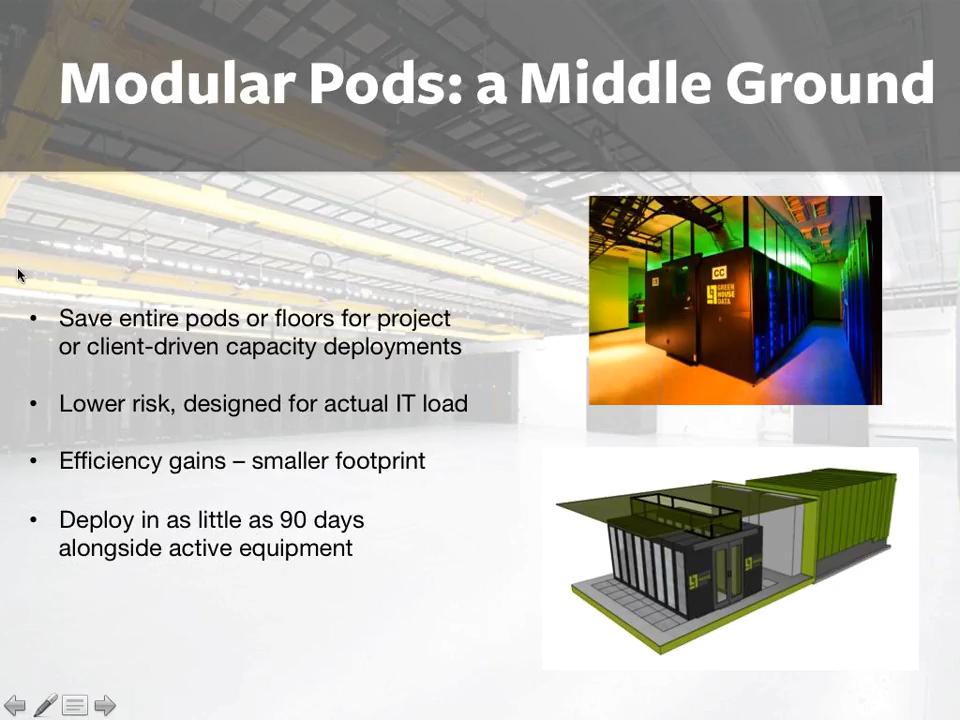 Modular Pods: a Middle Ground
• Save entire pods or floors for project
or client-driven capacity deployments
• Lower risk, designed for actual IT load
• Efficiency gains – smaller footprint
• Deploy in as little as 90 days
alongside active equipment
CC
GREEN
HOUSE
DATA